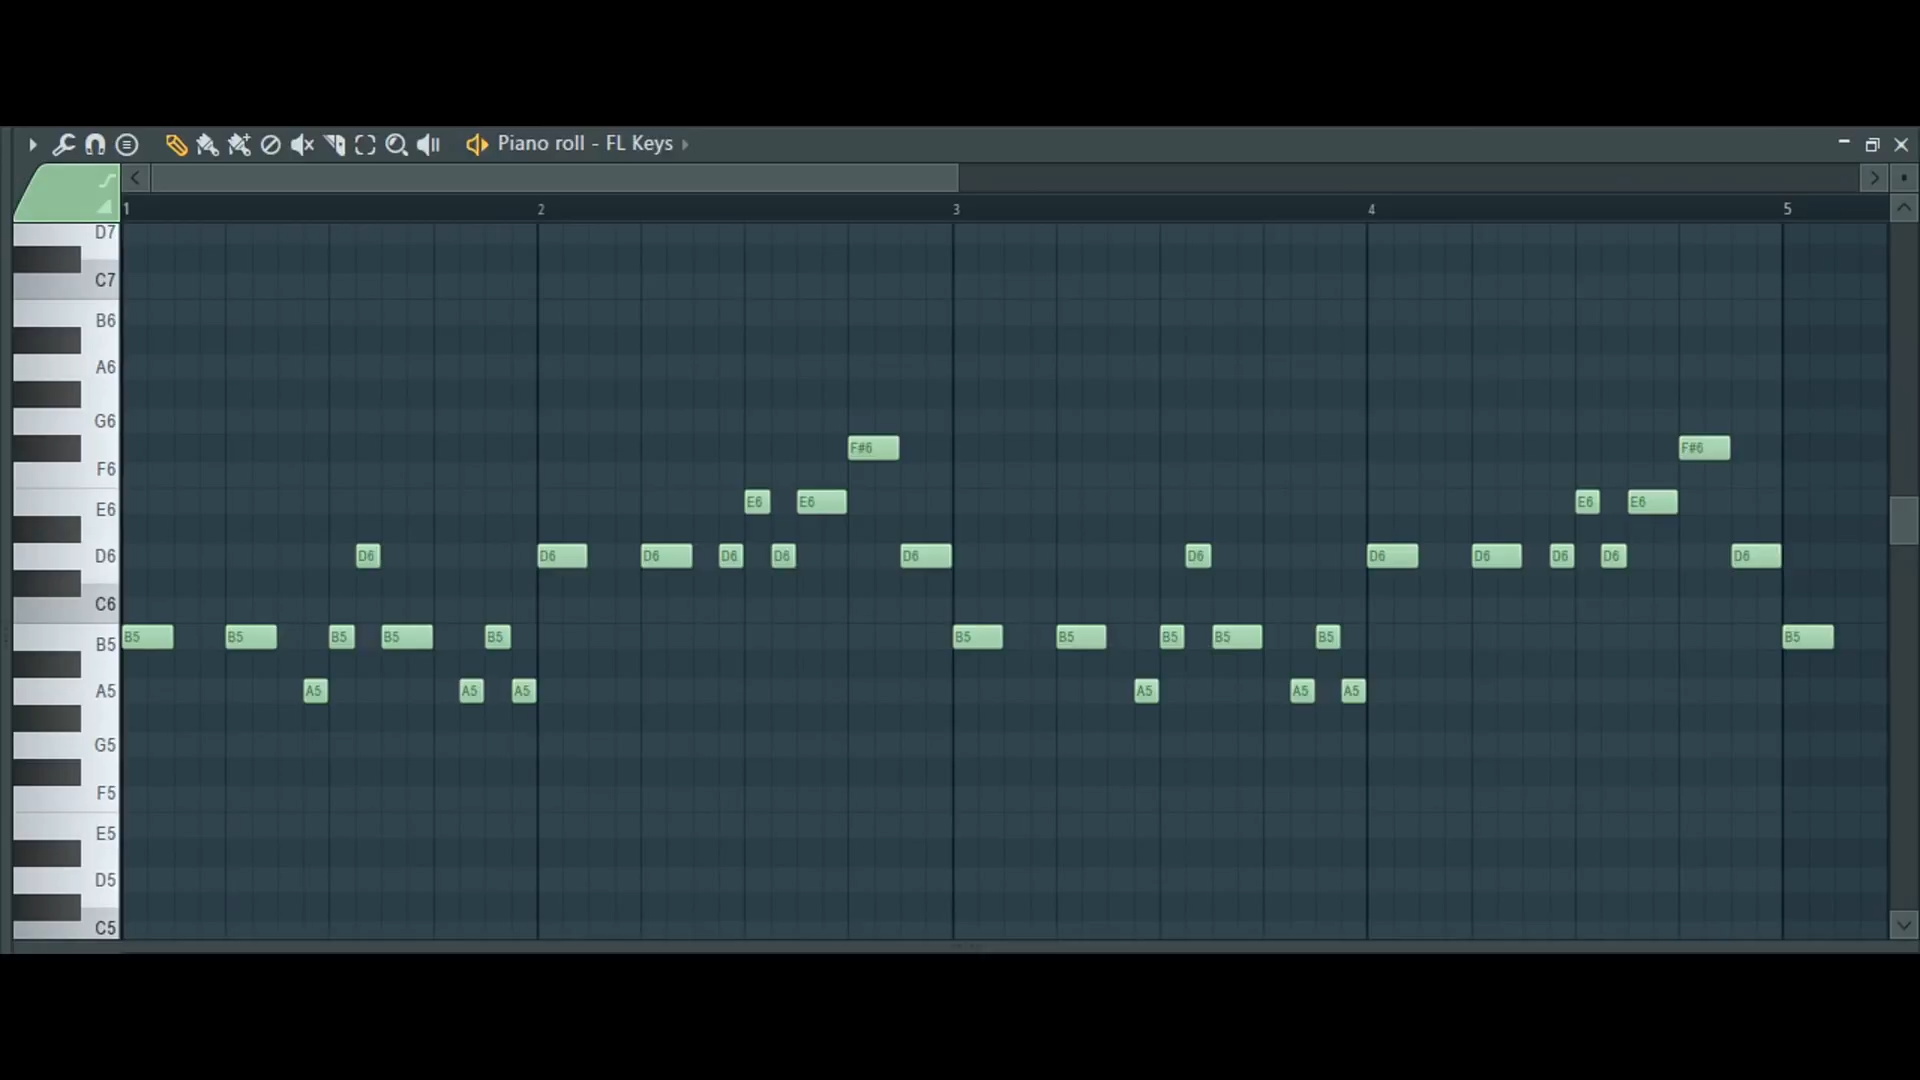 Piano roll - FL Keys
1 2 3 4 5
D7
C7
B6
A6
G6
F#6 F#6
F6
E6 E6 E6 E6 E6
D6 D6 D6 D6 D6 D6 D6 D6 D6 D6 D6 D6 D6
C6
B5 B5 B5 B5 B5 B5 B5 B5 B5 B5 B5 B5
A5 A5 A5 A5 A5 A5 A5
G5
F5
E5
D5
C5